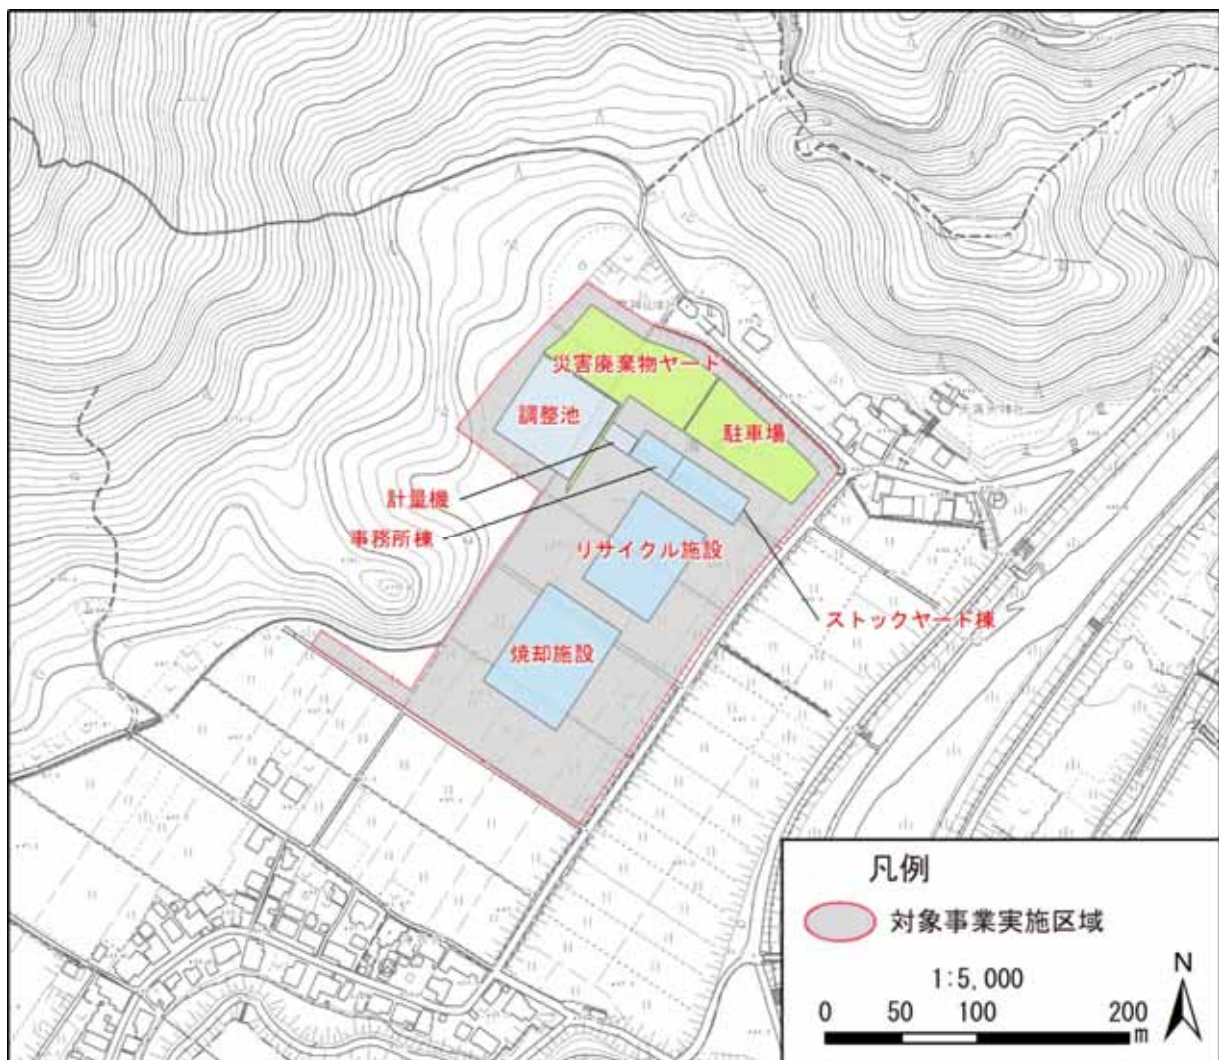 災害廃棄物ヤード
調整池
駐車場
計量機
事務所棟
リサイクル施設
ストックヤード棟
焼却施設
凡例
対象事業実施区域
1:5,000
N
0 50 100 200
m